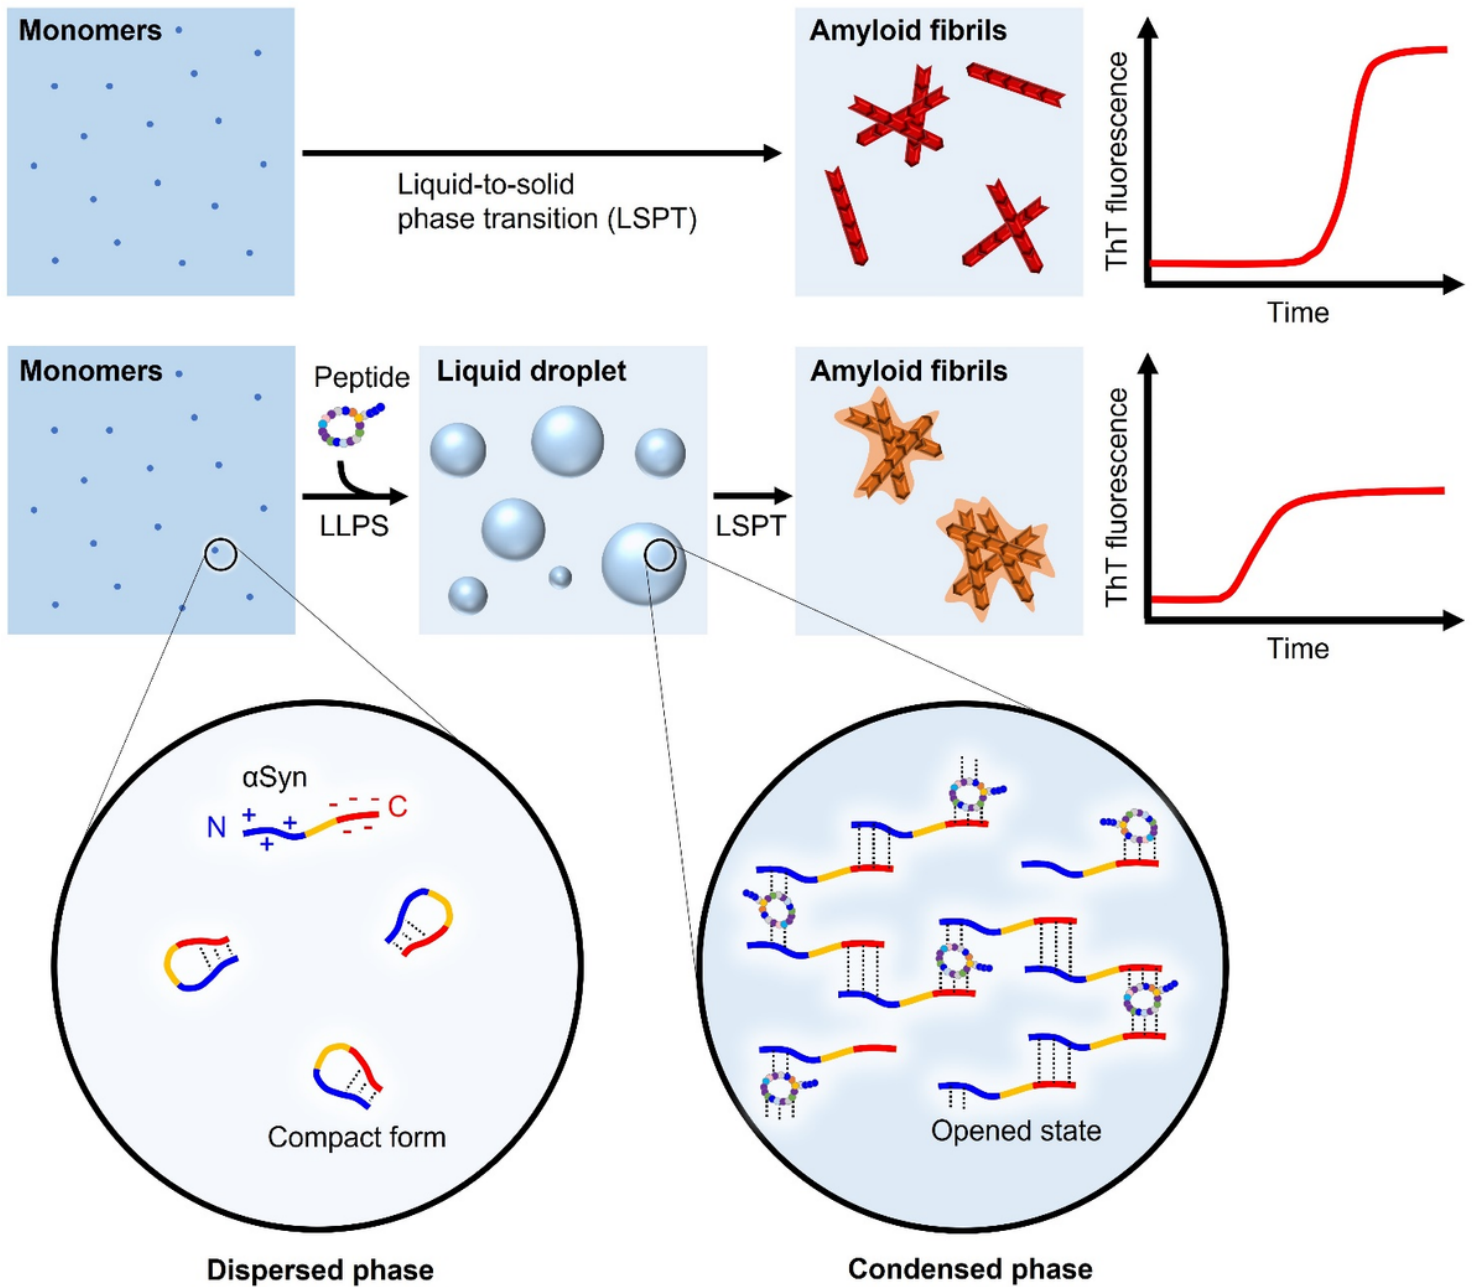 Monomers
Amyloid fibrils
Liquid-to-solid
phase transition (LSPT)
ThT fluorescence
Time
Monomers
Peptide
LLPS
Liquid droplet
LSPT
Amyloid fibrils
ThT fluorescence
Time
αSyn
N
+
+
+
- - -
- -
C
Compact form
Opened state
Dispersed phase
Condensed phase